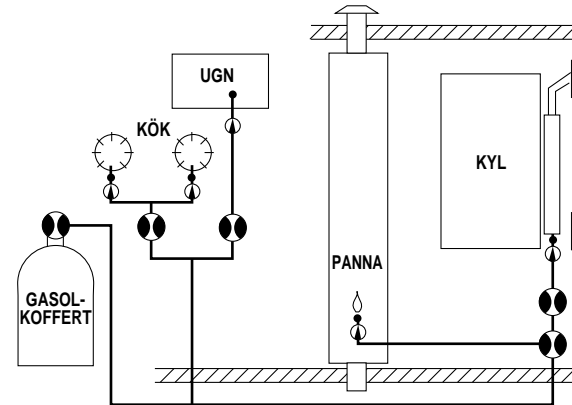 UGN
KÖK
KYL
PANNA
GASOL-
KOFFERT